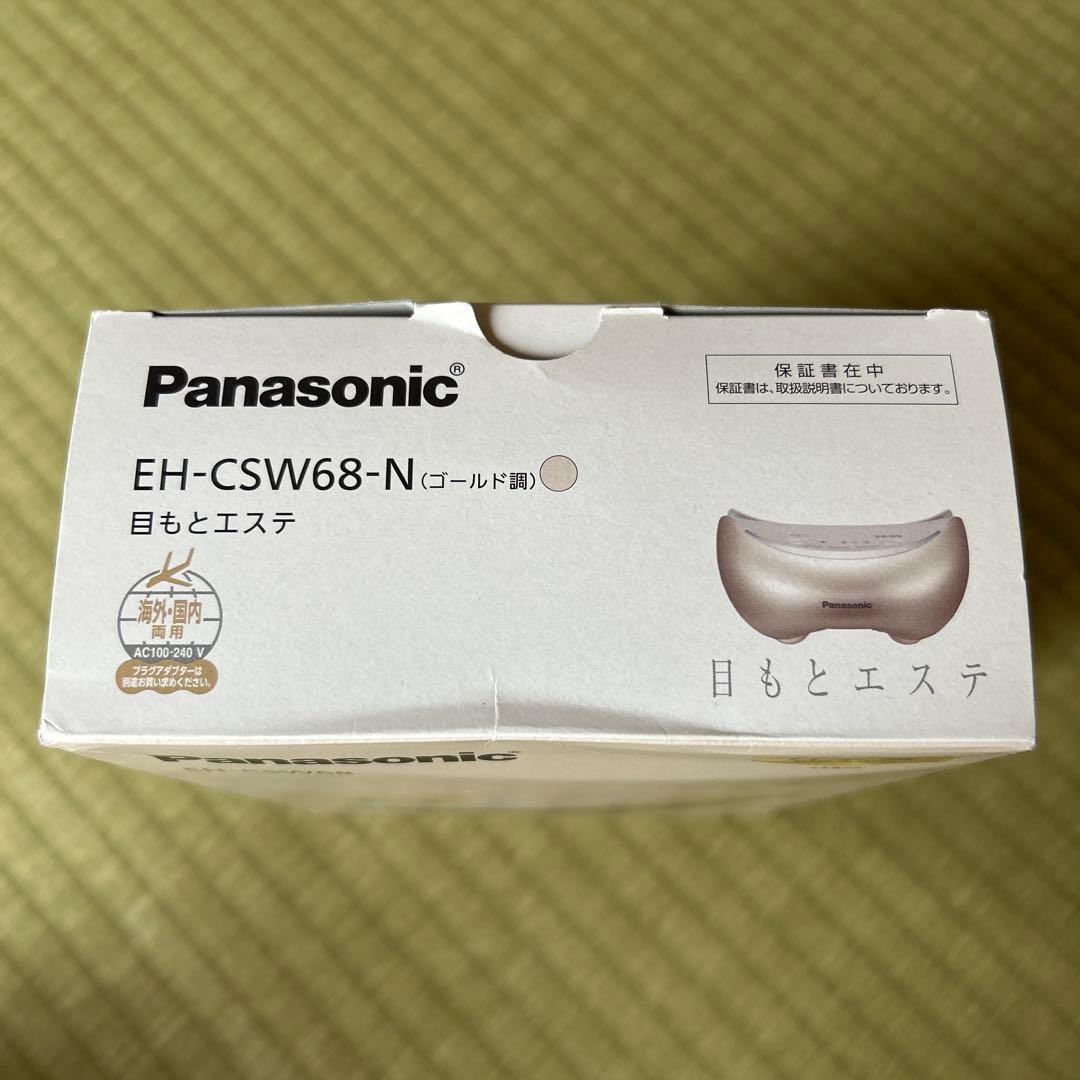 Panasonic®
保証書在中
保証書は、取扱説明書についております。
EH-CSW68-N(ゴールド調)
目もとエステ
海外・国内
両用
AC100-240 V
プラグアダプターは
別途お買い求めください。
Panasonic
目もとエステ
Panasonic®
EH-CSW68